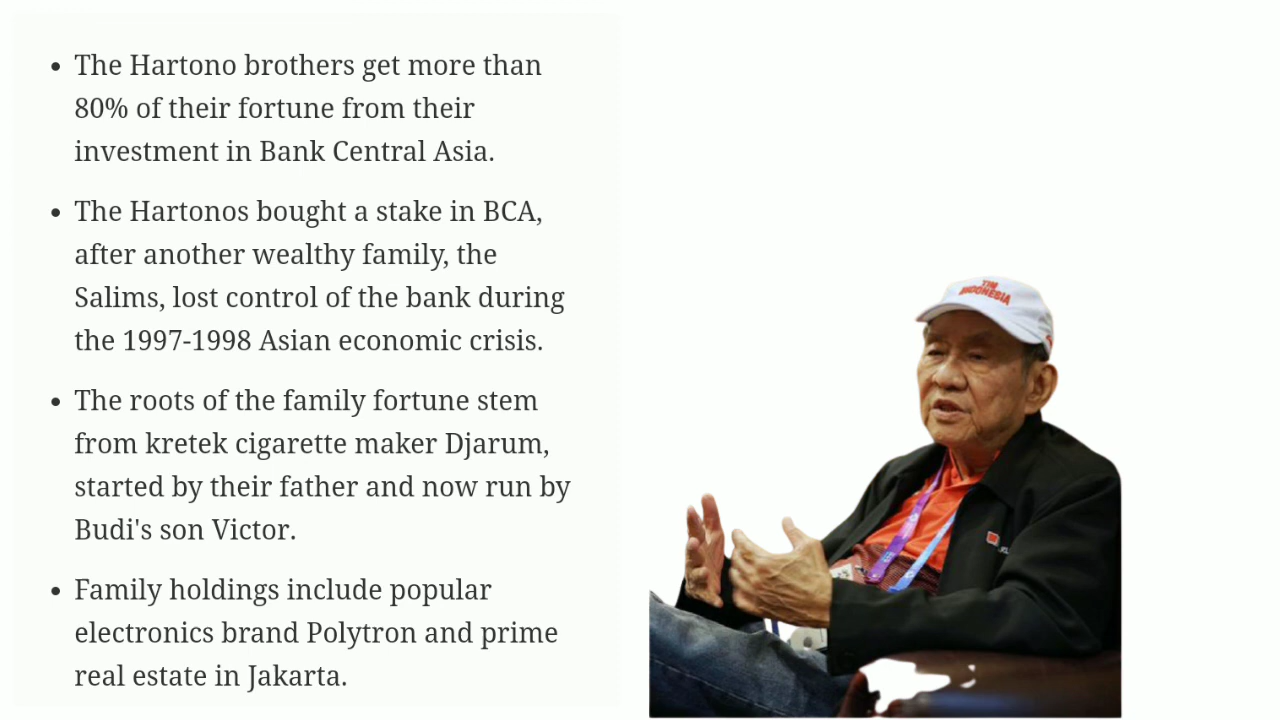 • The Hartono brothers get more than
80% of their fortune from their
investment in Bank Central Asia.
• The Hartonos bought a stake in BCA,
after another wealthy family, the
Salims, lost control of the bank during
the 1997-1998 Asian economic crisis.
• The roots of the family fortune stem
from kretek cigarette maker Djarum,
started by their father and now run by
Budi's son Victor.
• Family holdings include popular
electronics brand Polytron and prime
real estate in Jakarta.
TIM
INDONESIA